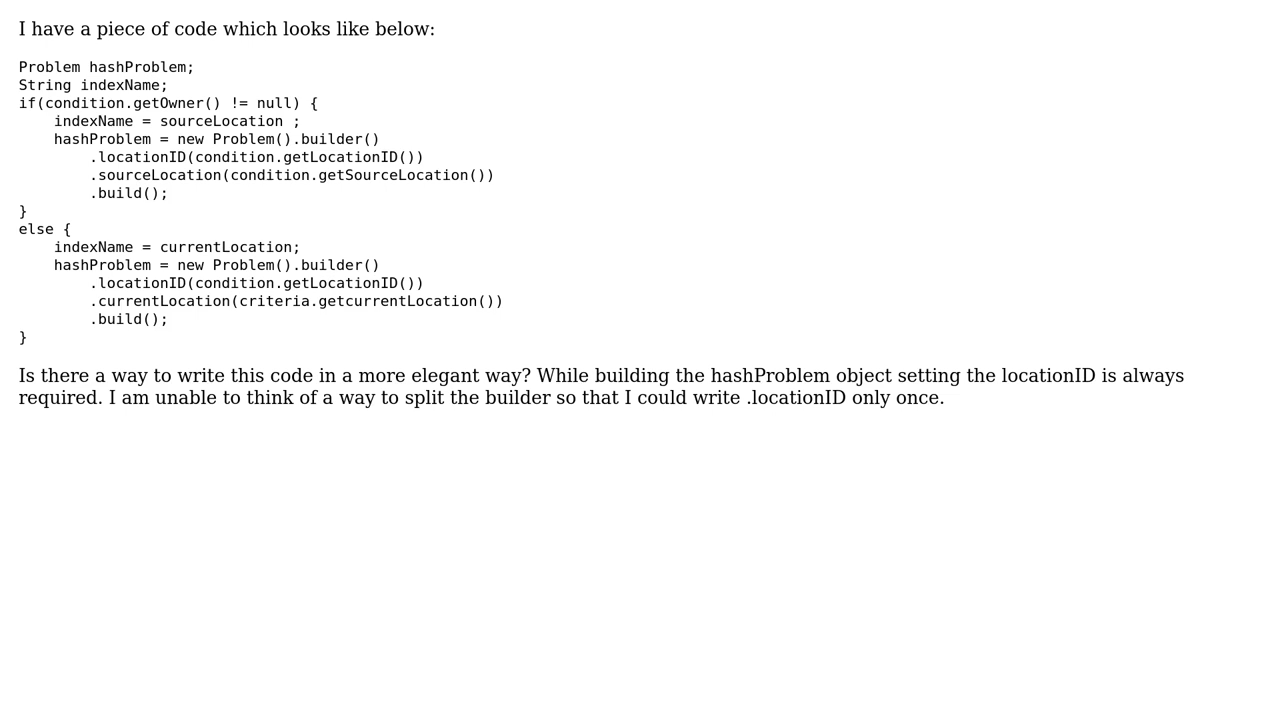 I have a piece of code which looks like below:
Problem hashProblem;
String indexName;
if(condition.getOwner() != null) {
    indexName = sourceLocation ;
    hashProblem = new Problem().builder()
        .locationID(condition.getLocationID())
        .sourceLocation(condition.getSourceLocation())
        .build();
}
else {
    indexName = currentLocation;
    hashProblem = new Problem().builder()
        .locationID(condition.getLocationID())
        .currentLocation(criteria.getcurrentLocation())
        .build();
}
Is there a way to write this code in a more elegant way? While building the hashProblem object setting the locationID is always
required. I am unable to think of a way to split the builder so that I could write .locationID only once.